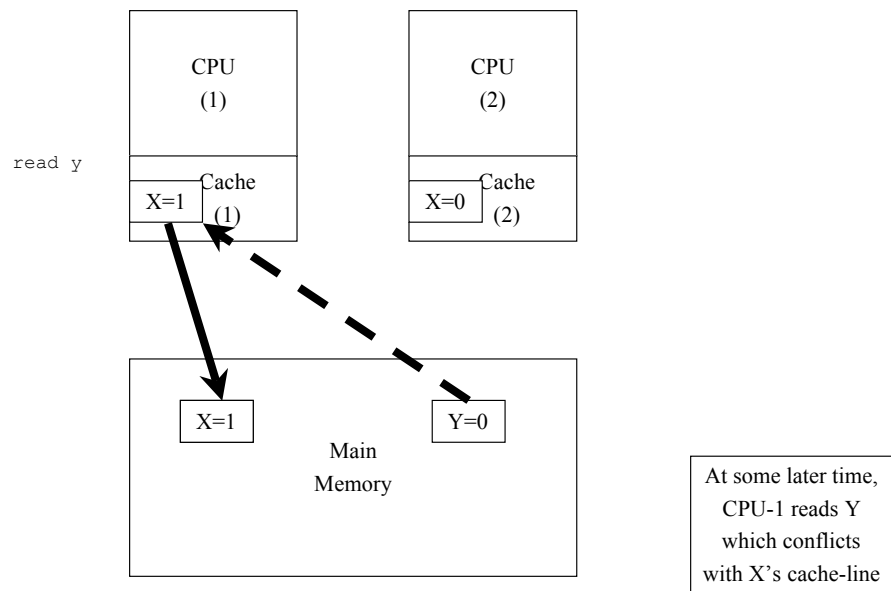 CPU
(1)
CPU
(2)
read y
Cache
(1)
X=1
Cache
(2)
X=0
X=1
Y=0
Main
Memory
At some later time,
CPU-1 reads Y
which conflicts
with X's cache-line